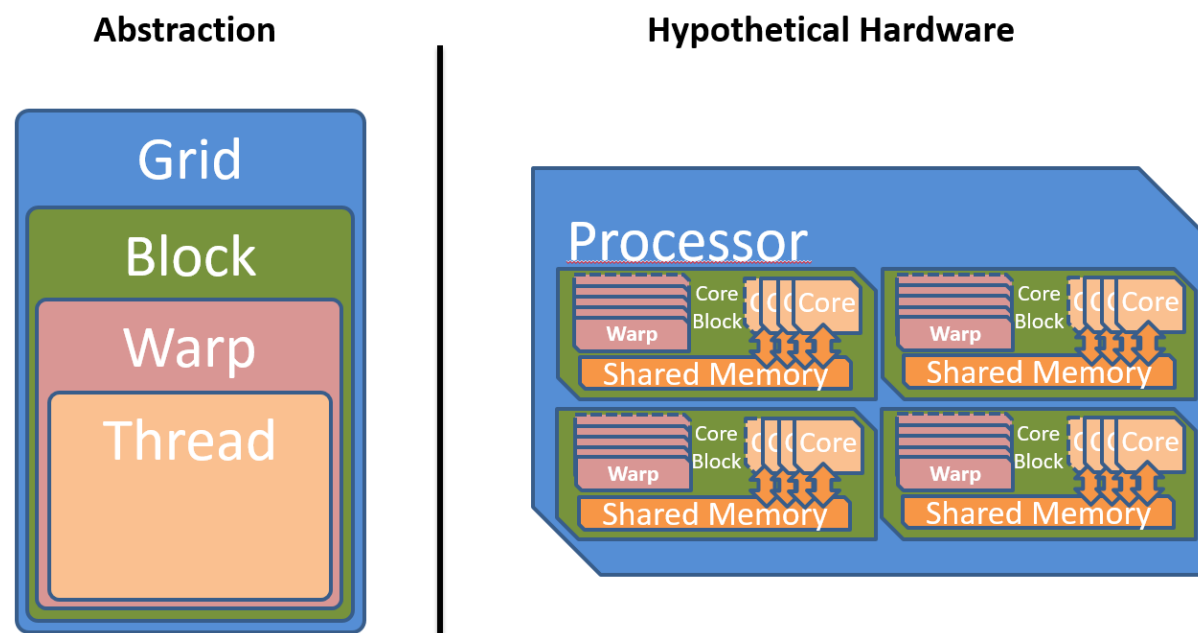 Abstraction
Hypothetical Hardware
Grid
Block
Warp
Thread
Processor
Warp
Core
Block
Core
Shared Memory
Warp
Core
Block
Core
Shared Memory
Warp
Core
Block
Core
Shared Memory
Warp
Core
Block
Core
Shared Memory